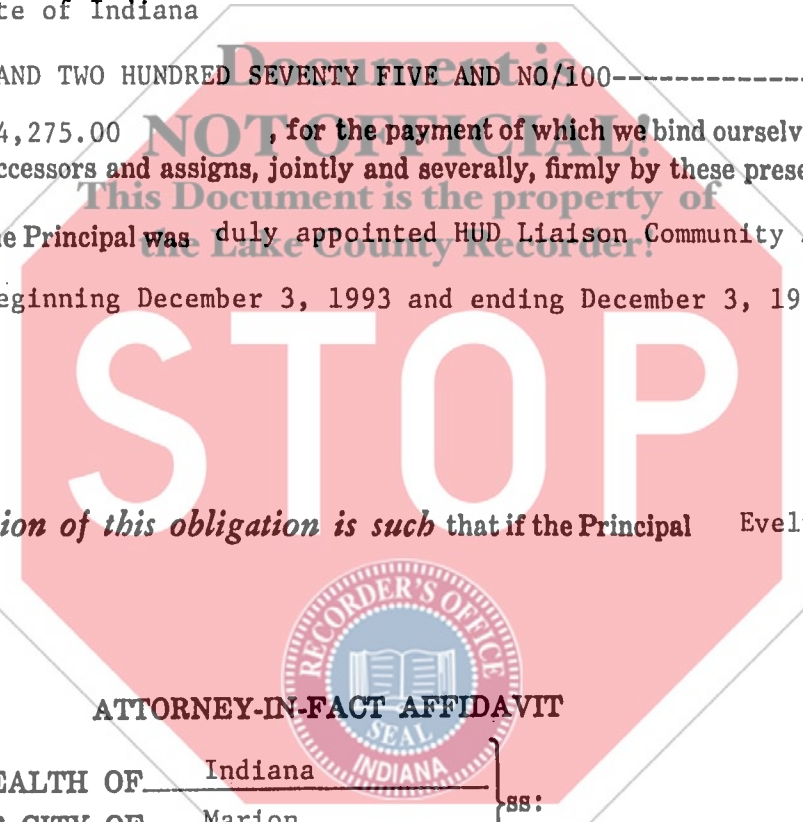 te of Indiana
Document is
AND TWO HUNDRED SEVENTY FIVE AND NO/100--------------
NOT OFFICIAL!
4,275.00 , for the payment of which we bind ourselv
ccessors and assigns, jointly and severally, firmly by these prese
This Document is the property of
e Principal was duly appointed HUD Liaison Community
the Lake County Recorder!
eginning December 3, 1993 and ending December 3, 19
STOP
ion of this obligation is such that if the Principal Evel
RECORDER'S OFFICE
ATTORNEY-IN-FACT AFFIDAVIT
SEAL
INDIANA
EALTH OF Indiana
ss:
CITY OF Marion